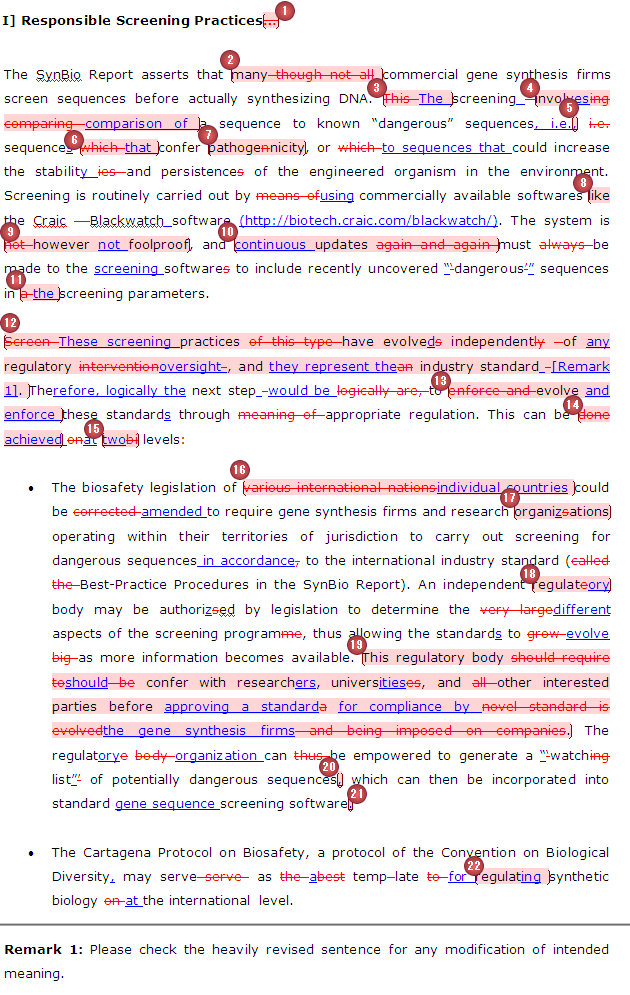 I] Responsible Screening Practices... 1
2
The SynBio Report asserts that many though not all commercial gene synthesis firms
3 4
screen sequences before actually synthesizing DNA. This The screening –involvesing
5
comparing comparison of a sequence to known “dangerous” sequences, i.e., i.e.
6 7
sequences which that confer pathogennicity, or which to sequences that could increase
the stability ies and persistences of the engineered organism in the environment.
8
Screening is routinely carried out by means ofusing commercially available softwares like
the Craic —Blackwatch software (http://biotech.craic.com/blackwatch/). The system is
9 10
not however not foolproof, and continuous updates again and again must always be
made to the screening softwares to include recently uncovered “‘dangerous’” sequences
11
in a the screening parameters.
12
Screen These screening practices of this type have evolveds independently –of any
regulatory interventionoversight , and they represent thean industry standard –[Remark
13
1]. Therefore, logically the next step –would be logically are, to enforce and evolve and
14
enforce these standards through meaning of appropriate regulation. This can be done
15
achieved onat twobi levels:
16
• The biosafety legislation of various international nationsindividual countries could
17
be corrected amended to require gene synthesis firms and research organizsations
operating within their territories of jurisdiction to carry out screening for
dangerous sequences in accordance, to the international industry standard (called
18
the Best-Practice Procedures in the SynBio Report). An independent regulateory
body may be authorizsed by legislation to determine the very largedifferent
aspects of the screening programme, thus allowing the standards to grow evolve
19
big as more information becomes available. This regulatory body should require
toshould be confer with researchers, universitieses, and all other interested
parties before approving a standarda for compliance by novel standard is
evolvedthe gene synthesis firms and being imposed on companies. The
regulatorye body organization can thus be empowered to generate a “‘watching
20
list”’ of potentially dangerous sequences, which can then be incorporated into
21
standard gene sequence screening software.
• The Cartagena Protocol on Biosafety, a protocol of the Convention on Biological
22
Diversity, may serve serve as the abest temp late to for regulating synthetic
biology on at the international level.
Remark 1: Please check the heavily revised sentence for any modification of intended
meaning.